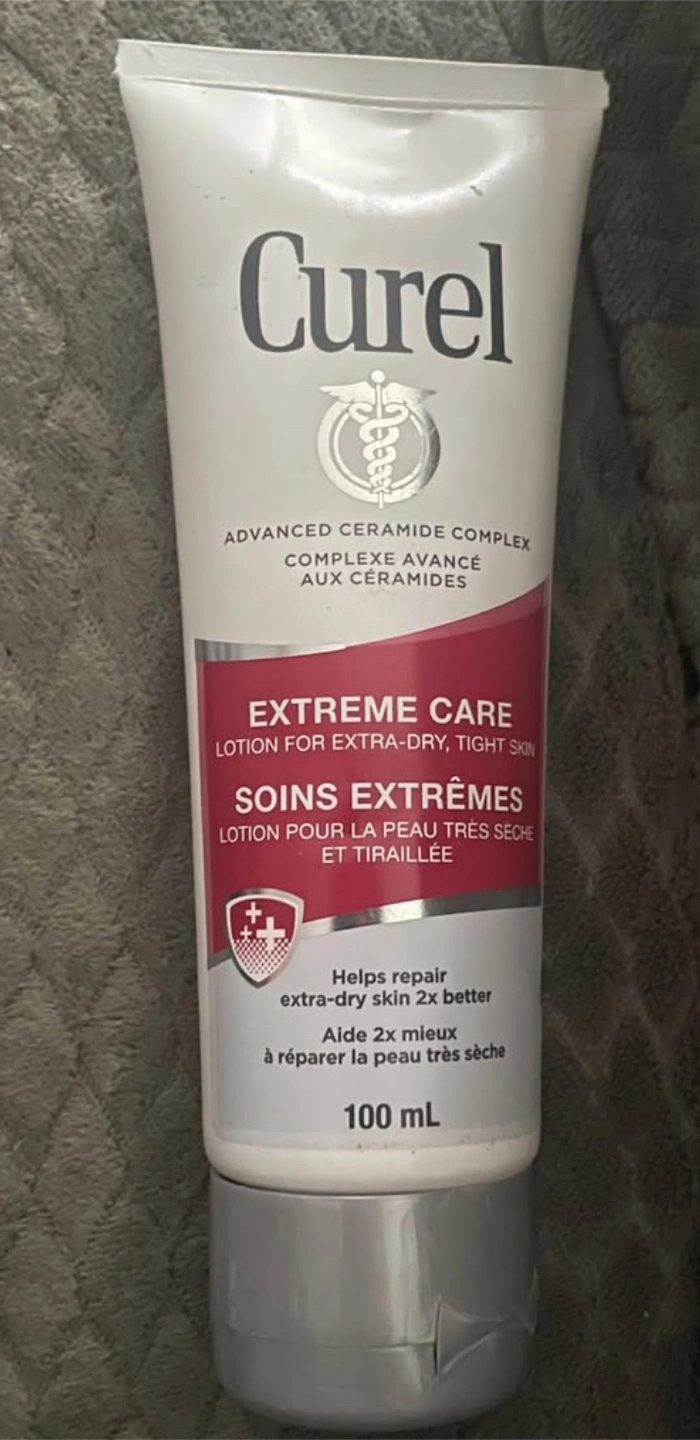 Curel
ADVANCED CERAMIDE COMPLEX
COMPLEXE AVANCÉ
AUX CÉRAMIDES
EXTREME CARE
LOTION FOR EXTRA-DRY, TIGHT SKIN
SOINS EXTRÊMES
LOTION POUR LA PEAU TRÈS SÈCHE
ET TIRAILLÉE
Helps repair
extra-dry skin 2x better
Aide 2x mieux
à réparer la peau très sèche
100 mL